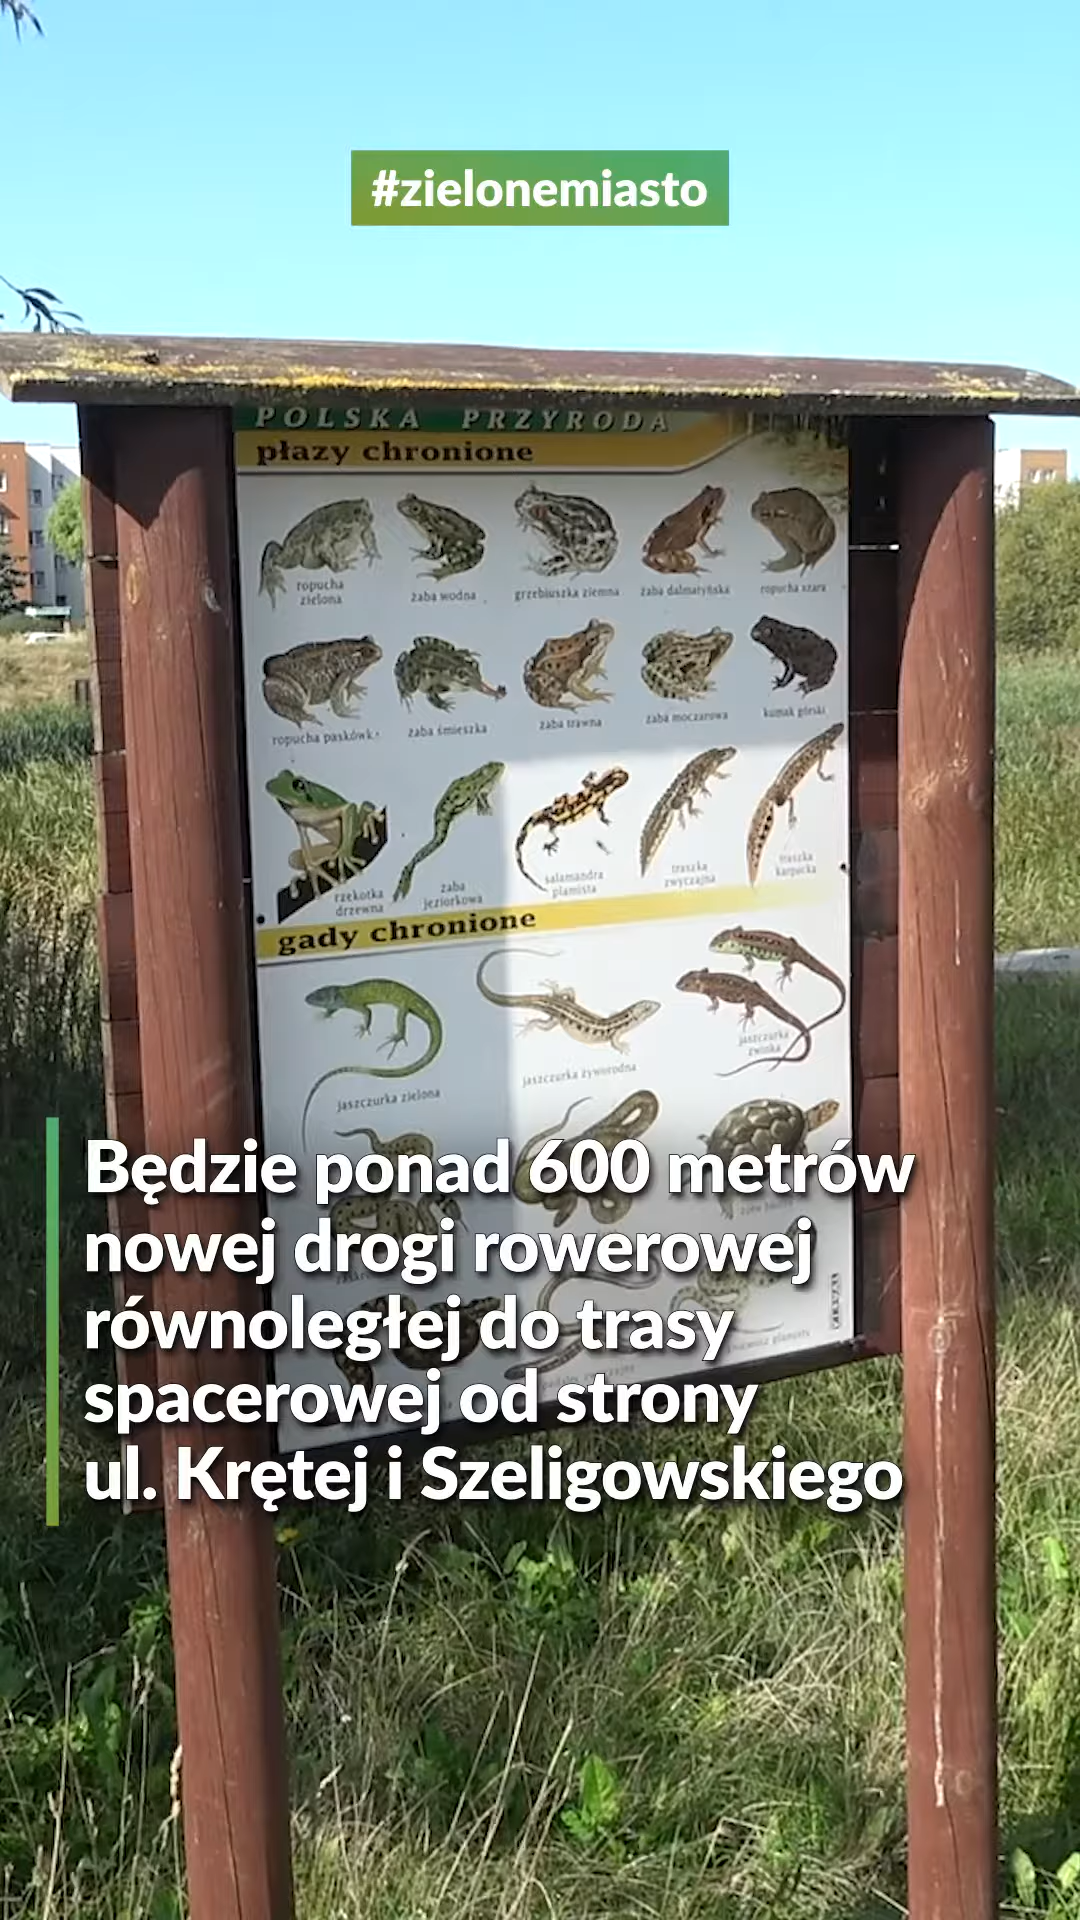 #zielonemiasto
POLSKA PRZYRODA
płazy chronione
ropucha
zielona
żaba wodna
grzebiuszka ziemna
żaba dalmatyńska
ropucha szara
ropucha paskówk
żaba śmieszka
żaba trawna
żaba moczarowa
kumak górski
rzekotka
drzewna
żaba
jeziorkowa
salamandra
plamista
traszka
zwyczajna
traszka
karpacka
gady chronione
jaszczurka zielona
jaszczurka żyworodna
jaszczurka
zwinka
Będzie ponad 600 metrów
nowej drogi rowerowej
równoległej do trasy
spacerowej od strony
ul. Krętej i Szeligowskiego